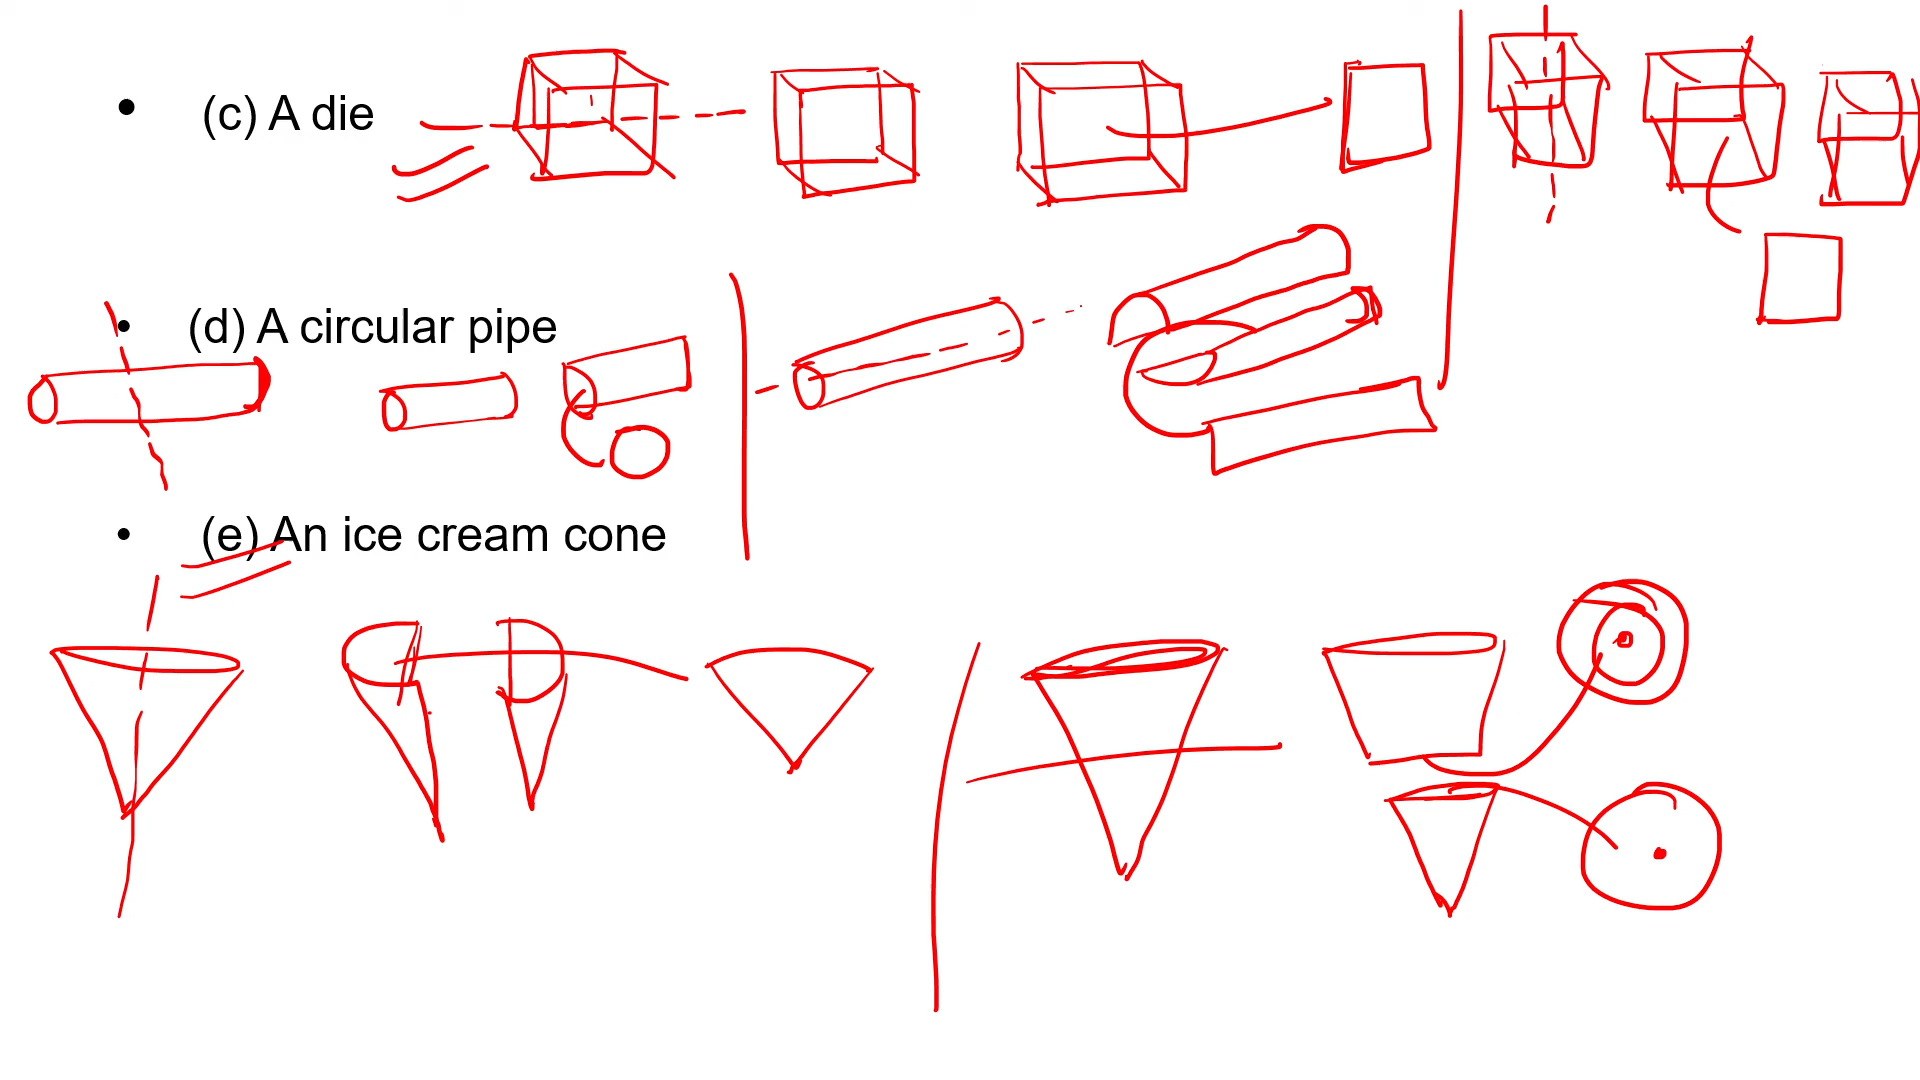 • (c) A die
• (d) A circular pipe
• (e) An ice cream cone